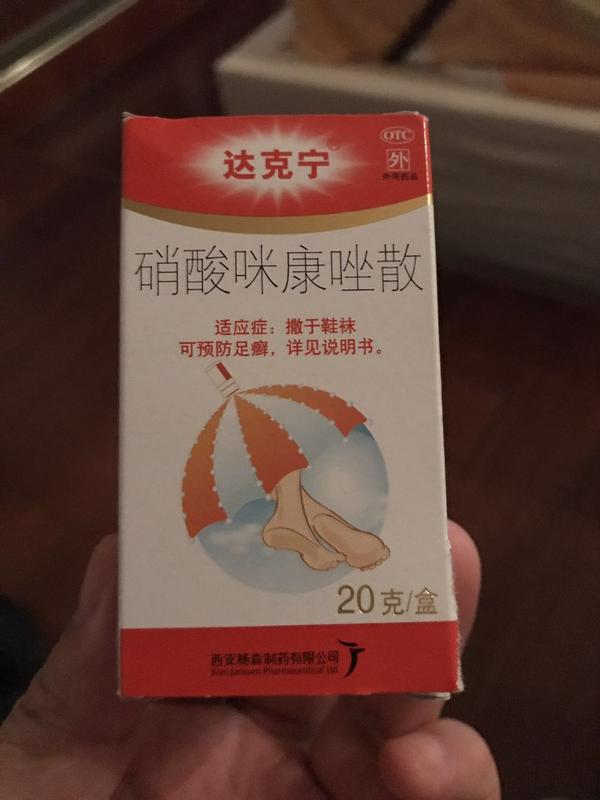 达克宁®
OTC
外
外用药品
硝酸咪康唑散
适应症：撒于鞋袜
可预防足癣，详见说明书。
20克/盒
西安杨森制药有限公司
Xian Janssen Pharmaceutical Ltd.